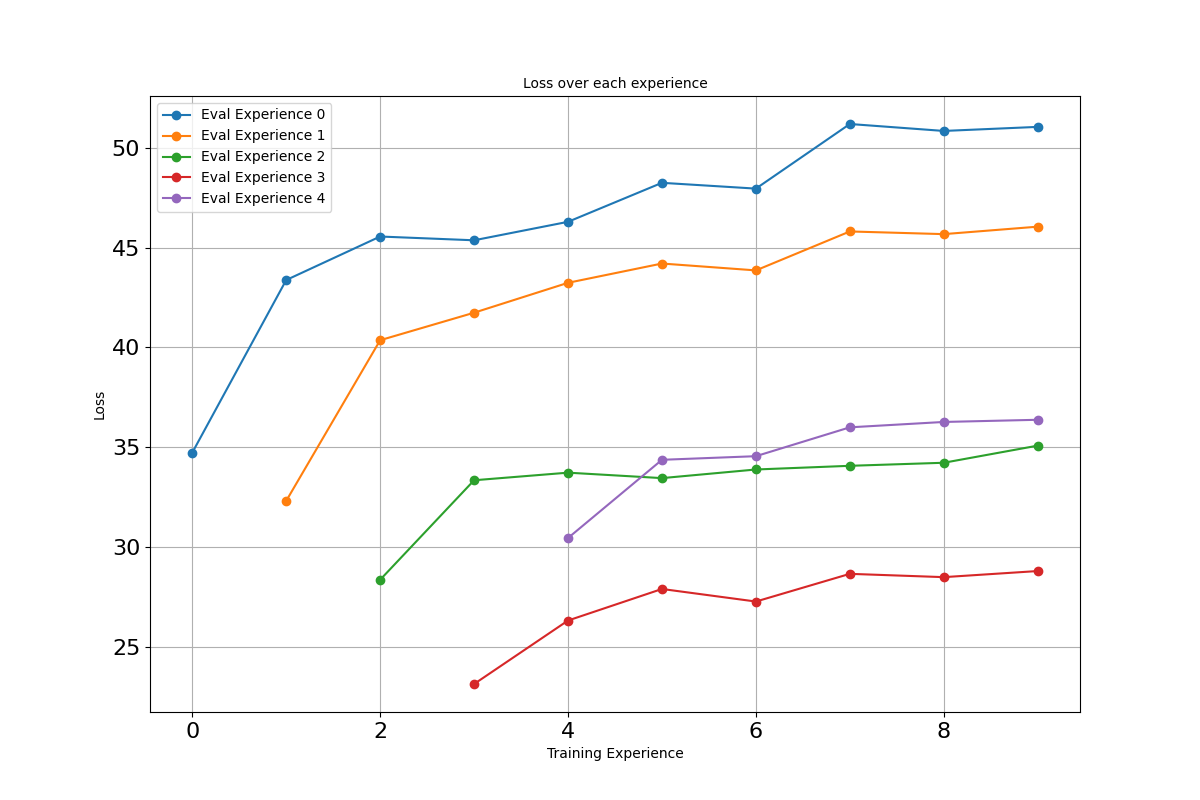 Loss over each experience
Eval Experience 0
Eval Experience 1
Eval Experience 2
Eval Experience 3
Eval Experience 4
50
45
40
35
30
25
Loss
0 2 4 6 8
Training Experience